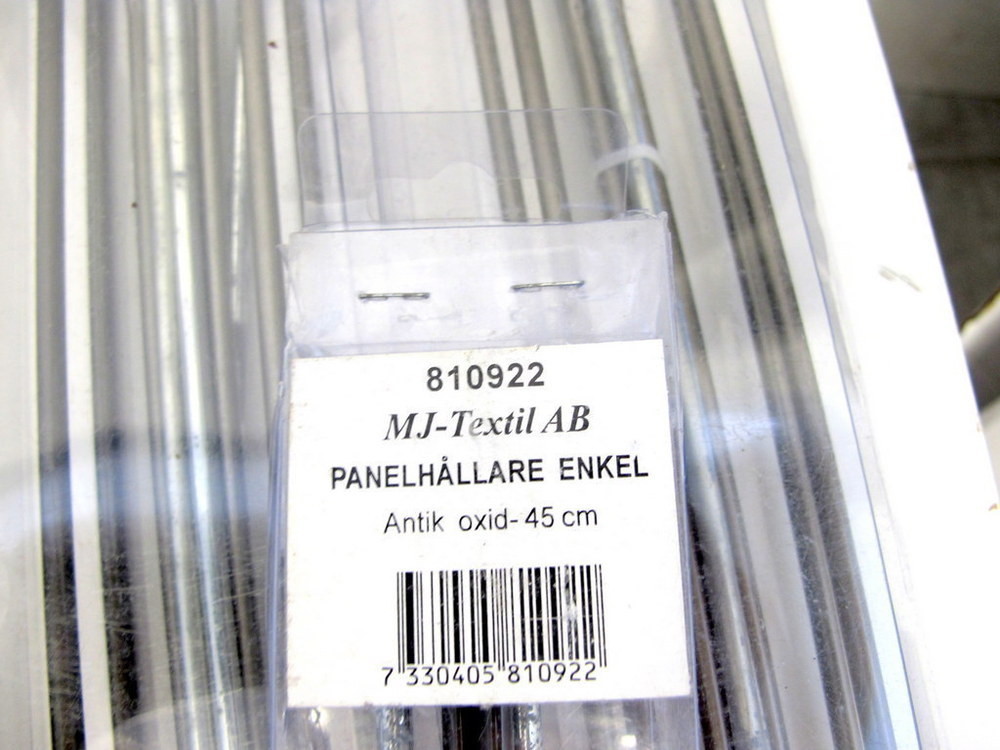 810922
MJ-Textil AB
PANELHÅLLARE ENKEL
Antik oxid- 45 cm
7 330405 810922